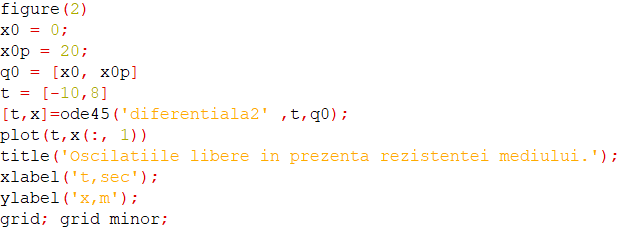 figure(2)
x0 = 0;
x0p = 20;
q0 = [x0, x0p]
t = [-10,8]
[t,x]=ode45('diferentiala2' ,t,q0);
plot(t,x(:, 1))
title('Oscilatiile libere in prezenta rezistentei mediului.');
xlabel('t,sec');
ylabel('x,m');
grid; grid minor;